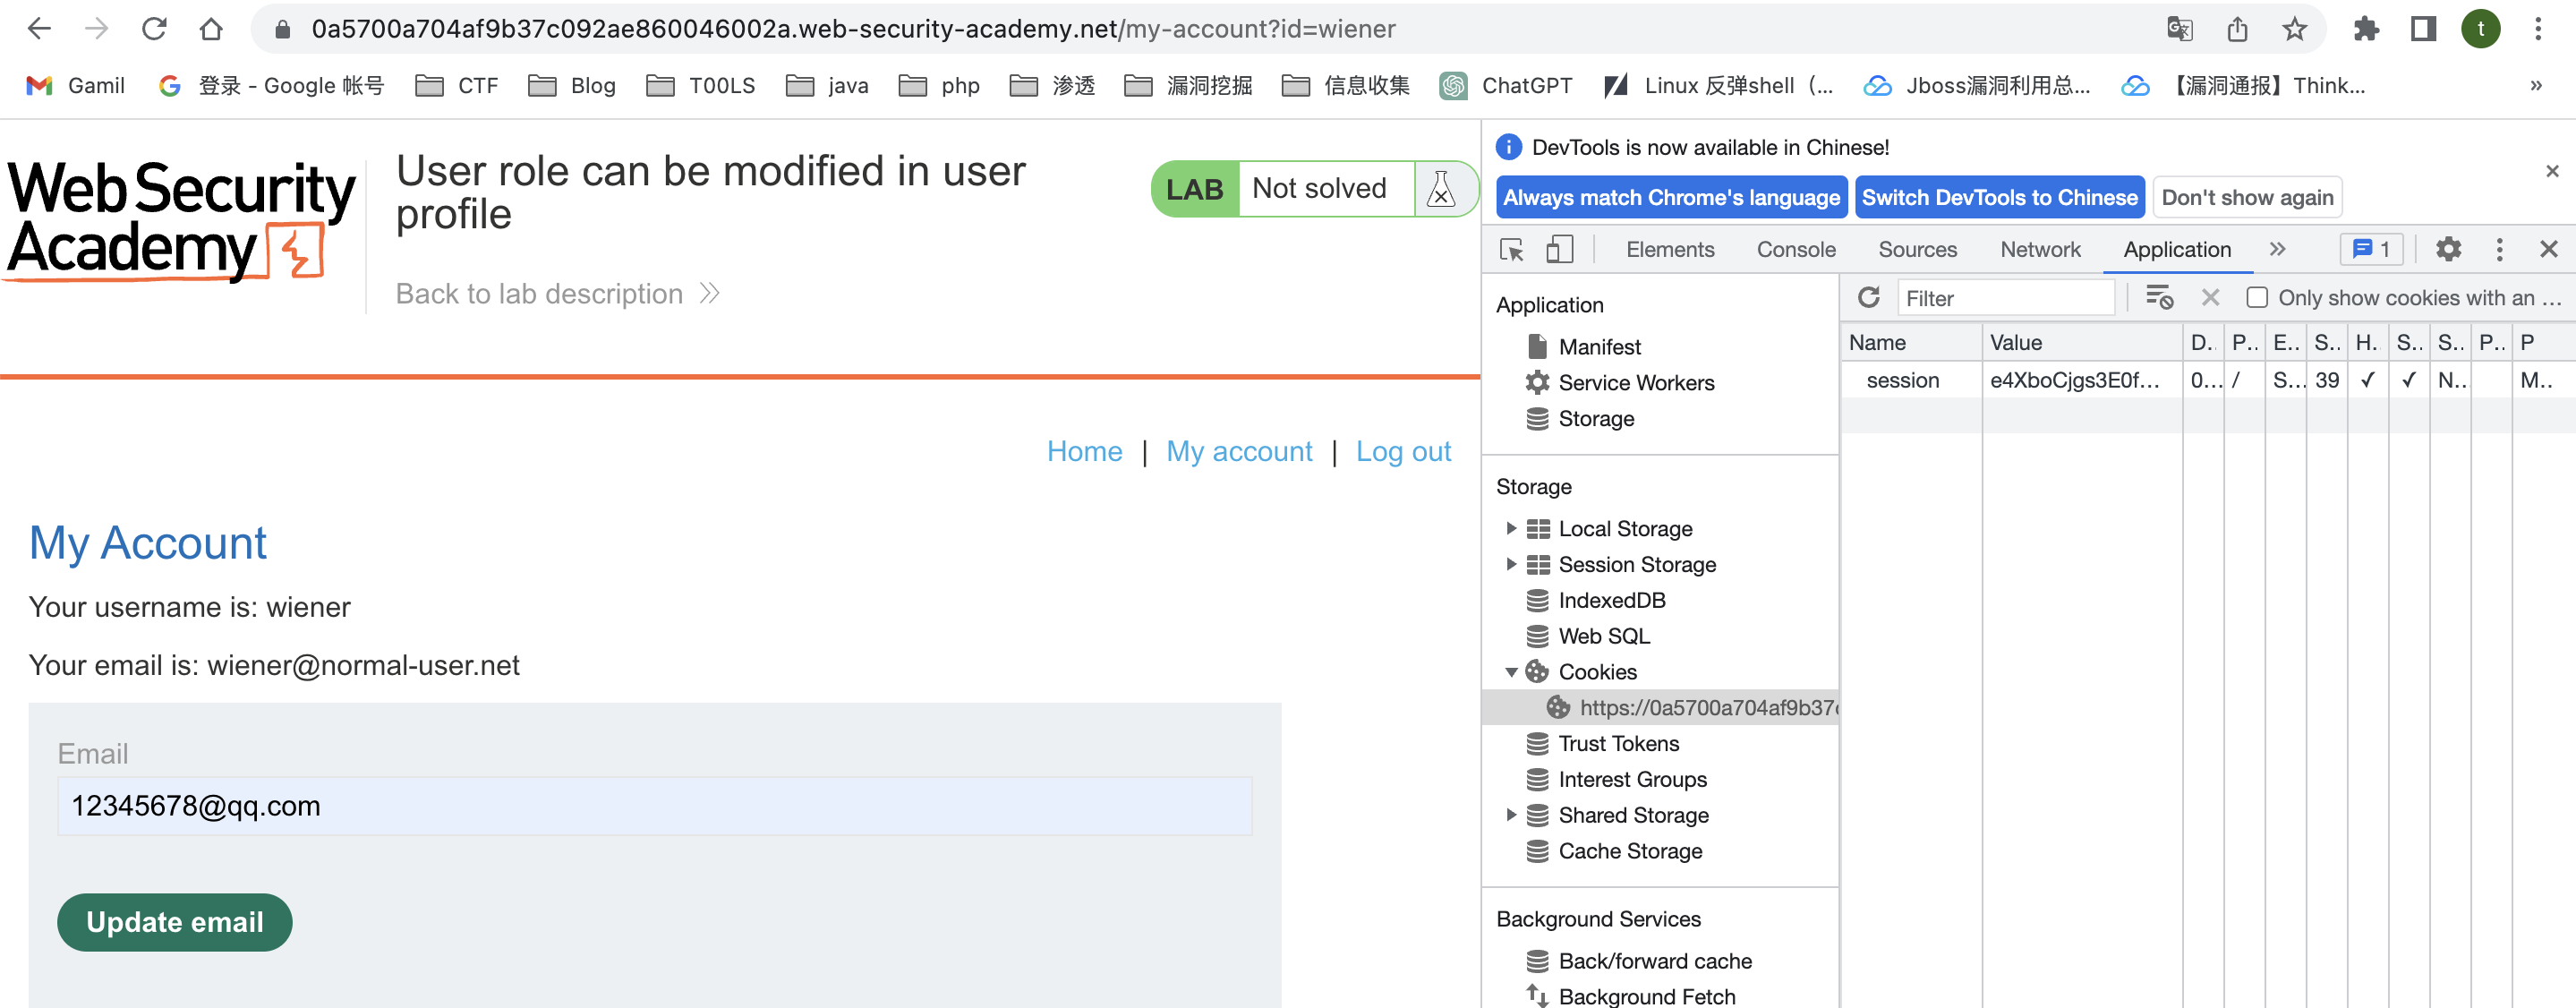 0a5700a704af9b37c092ae860046002a.web-security-academy.net/my-account?id=wiener
t
Gamil 登录 - Google 帐号 CTF Blog T00LS java php 渗透 漏洞挖掘 信息收集 ChatGPT Linux 反弹shell（... Jboss漏洞利用总... 【漏洞通报】Think... »
Web Security
Academy
User role can be modified in user
profile
Back to lab description
LAB Not solved
Home | My account | Log out
My Account
Your username is: wiener
Your email is: wiener@normal-user.net
Email
12345678@qq.com
Update email
DevTools is now available in Chinese!
Always match Chrome's language Switch DevTools to Chinese Don't show again
Elements Console Sources Network Application » 1
Application
Manifest
Service Workers
Storage
Storage
Local Storage
Session Storage
IndexedDB
Web SQL
Cookies
https://0a5700a704af9b37
Trust Tokens
Interest Groups
Shared Storage
Cache Storage
Background Services
Back/forward cache
Background Fetch
Filter Only show cookies with an ...
Name Value D.. P.. E.. S.. H. S.. S.. P.. P
session e4XboCjgs3E0f... 0... / S... 39 ✓ ✓ N.. M..